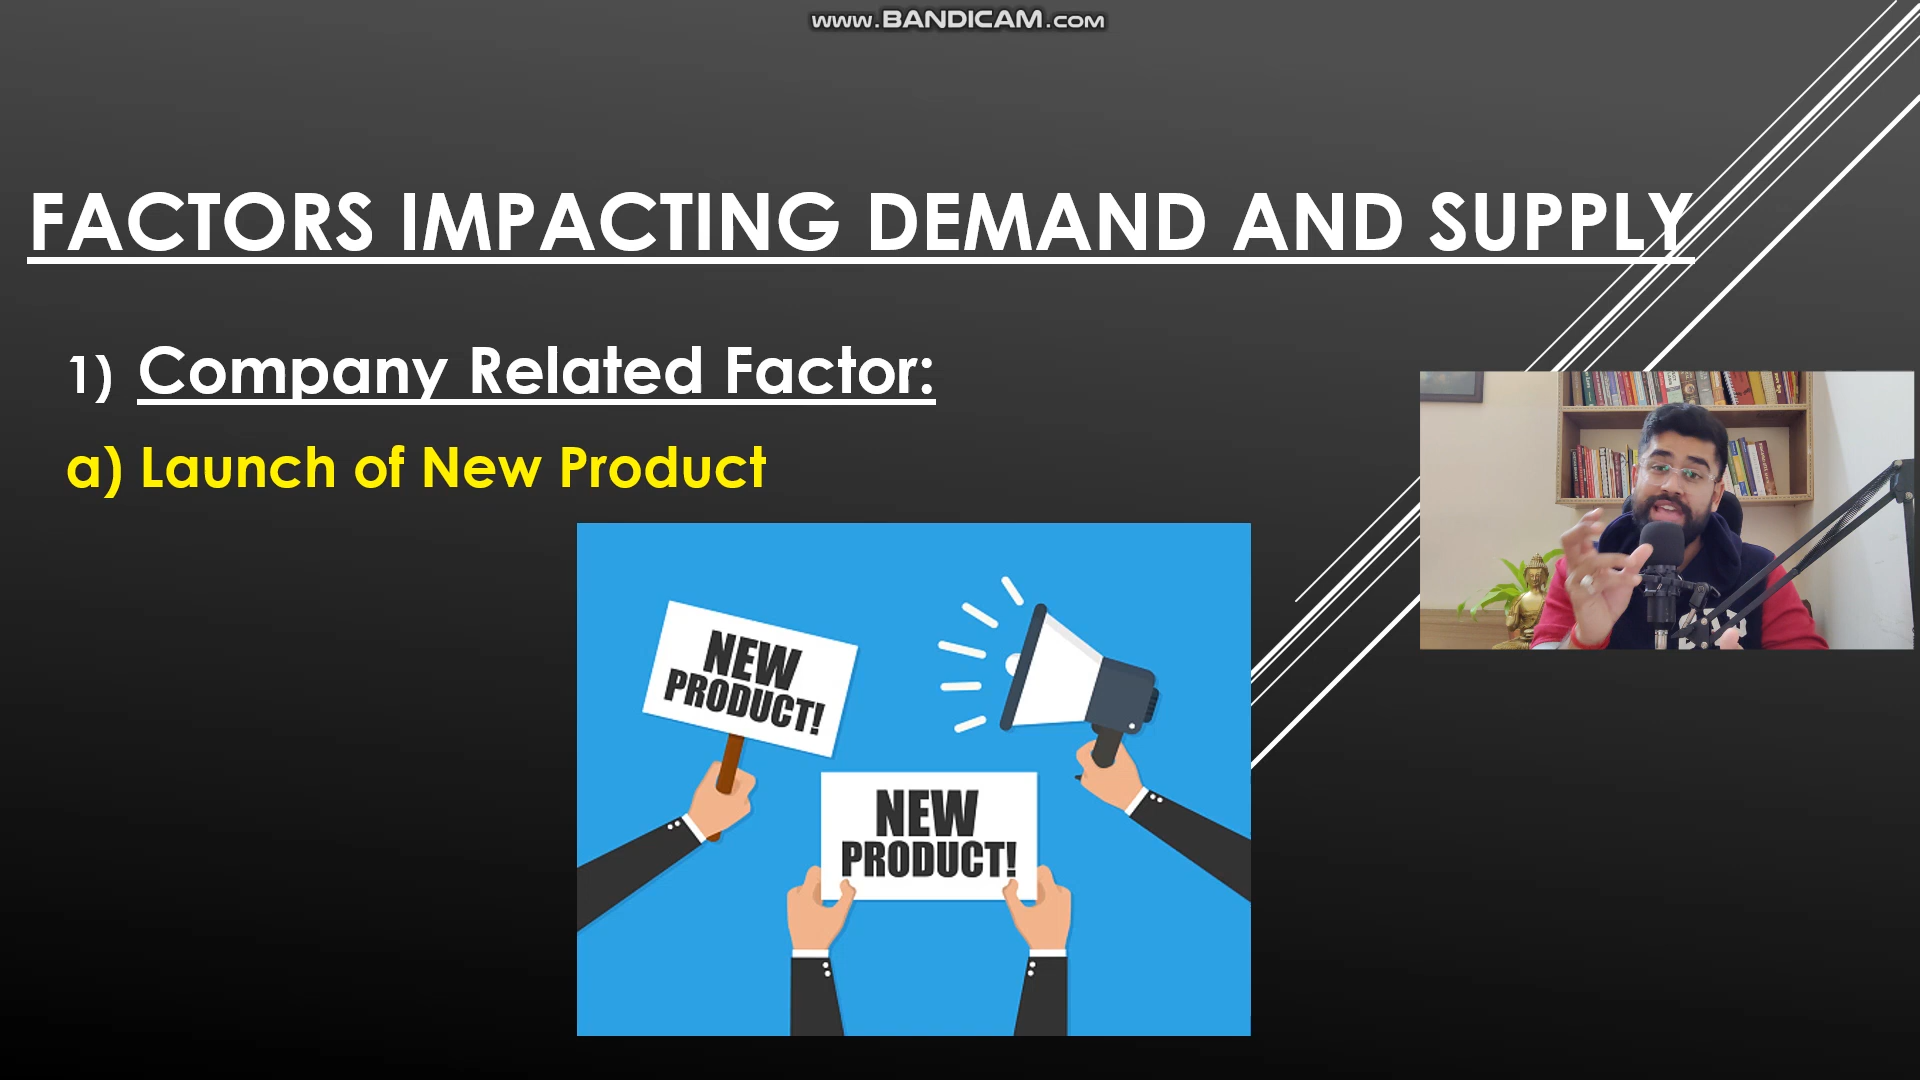 www.BANDICAM.com
FACTORS IMPACTING DEMAND AND SUPPLY
1) Company Related Factor:
a) Launch of New Product
NEW
PRODUCT!
NEW
PRODUCT!